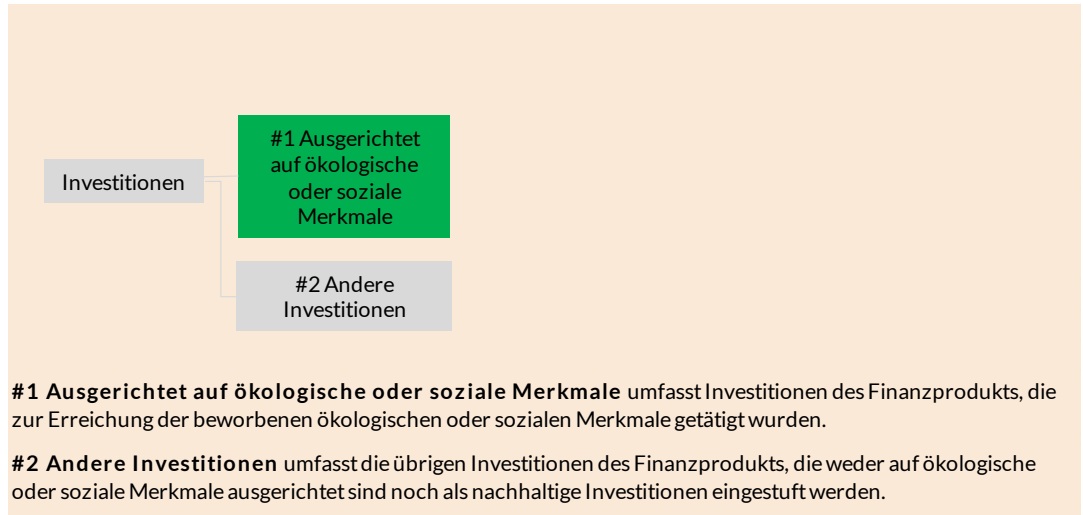 #1 Ausgerichtet
auf ökologische
oder soziale
Merkmale
Investitionen
#2 Andere
Investitionen
#1 Ausgerichtet auf ökologische oder soziale Merkmale umfasst Investitionen des Finanzprodukts, die
zur Erreichung der beworbenen ökologischen oder sozialen Merkmale getätigt wurden.
#2 Andere Investitionen umfasst die übrigen Investitionen des Finanzprodukts, die weder auf ökologische
oder soziale Merkmale ausgerichtet sind noch als nachhaltige Investitionen eingestuft werden.